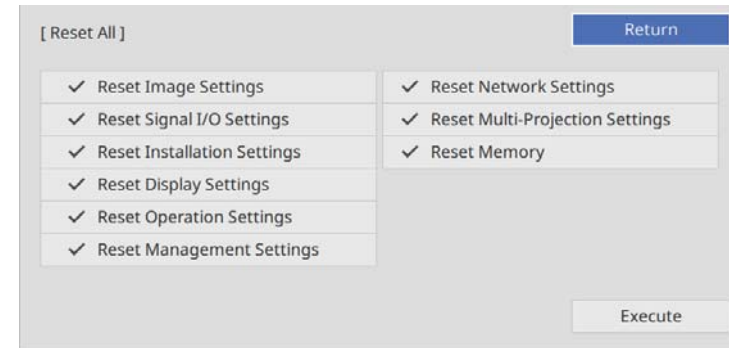 [ Reset All ]
Return
Reset Image Settings
Reset Signal I/O Settings
Reset Installation Settings
Reset Display Settings
Reset Operation Settings
Reset Management Settings
Reset Network Settings
Reset Multi-Projection Settings
Reset Memory
Execute